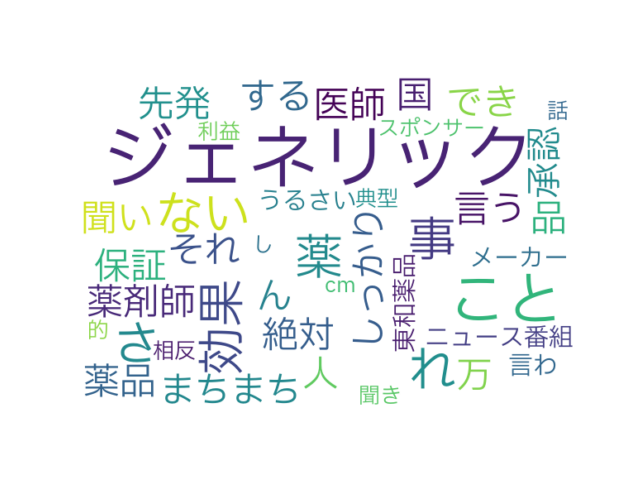 先発 する 医師 国 でき 話
利益 スポンサー
ジェネリック 承認
うるさい 典型
聞い ない 言う 品
それ し 薬 しっかり 事
保証 メーカー
薬剤師 効果 ん cm 東和薬品 こと
的 さ 相反 絶対 ニュース番組
薬品 まちまち 人 れ 万 言わ
聞き